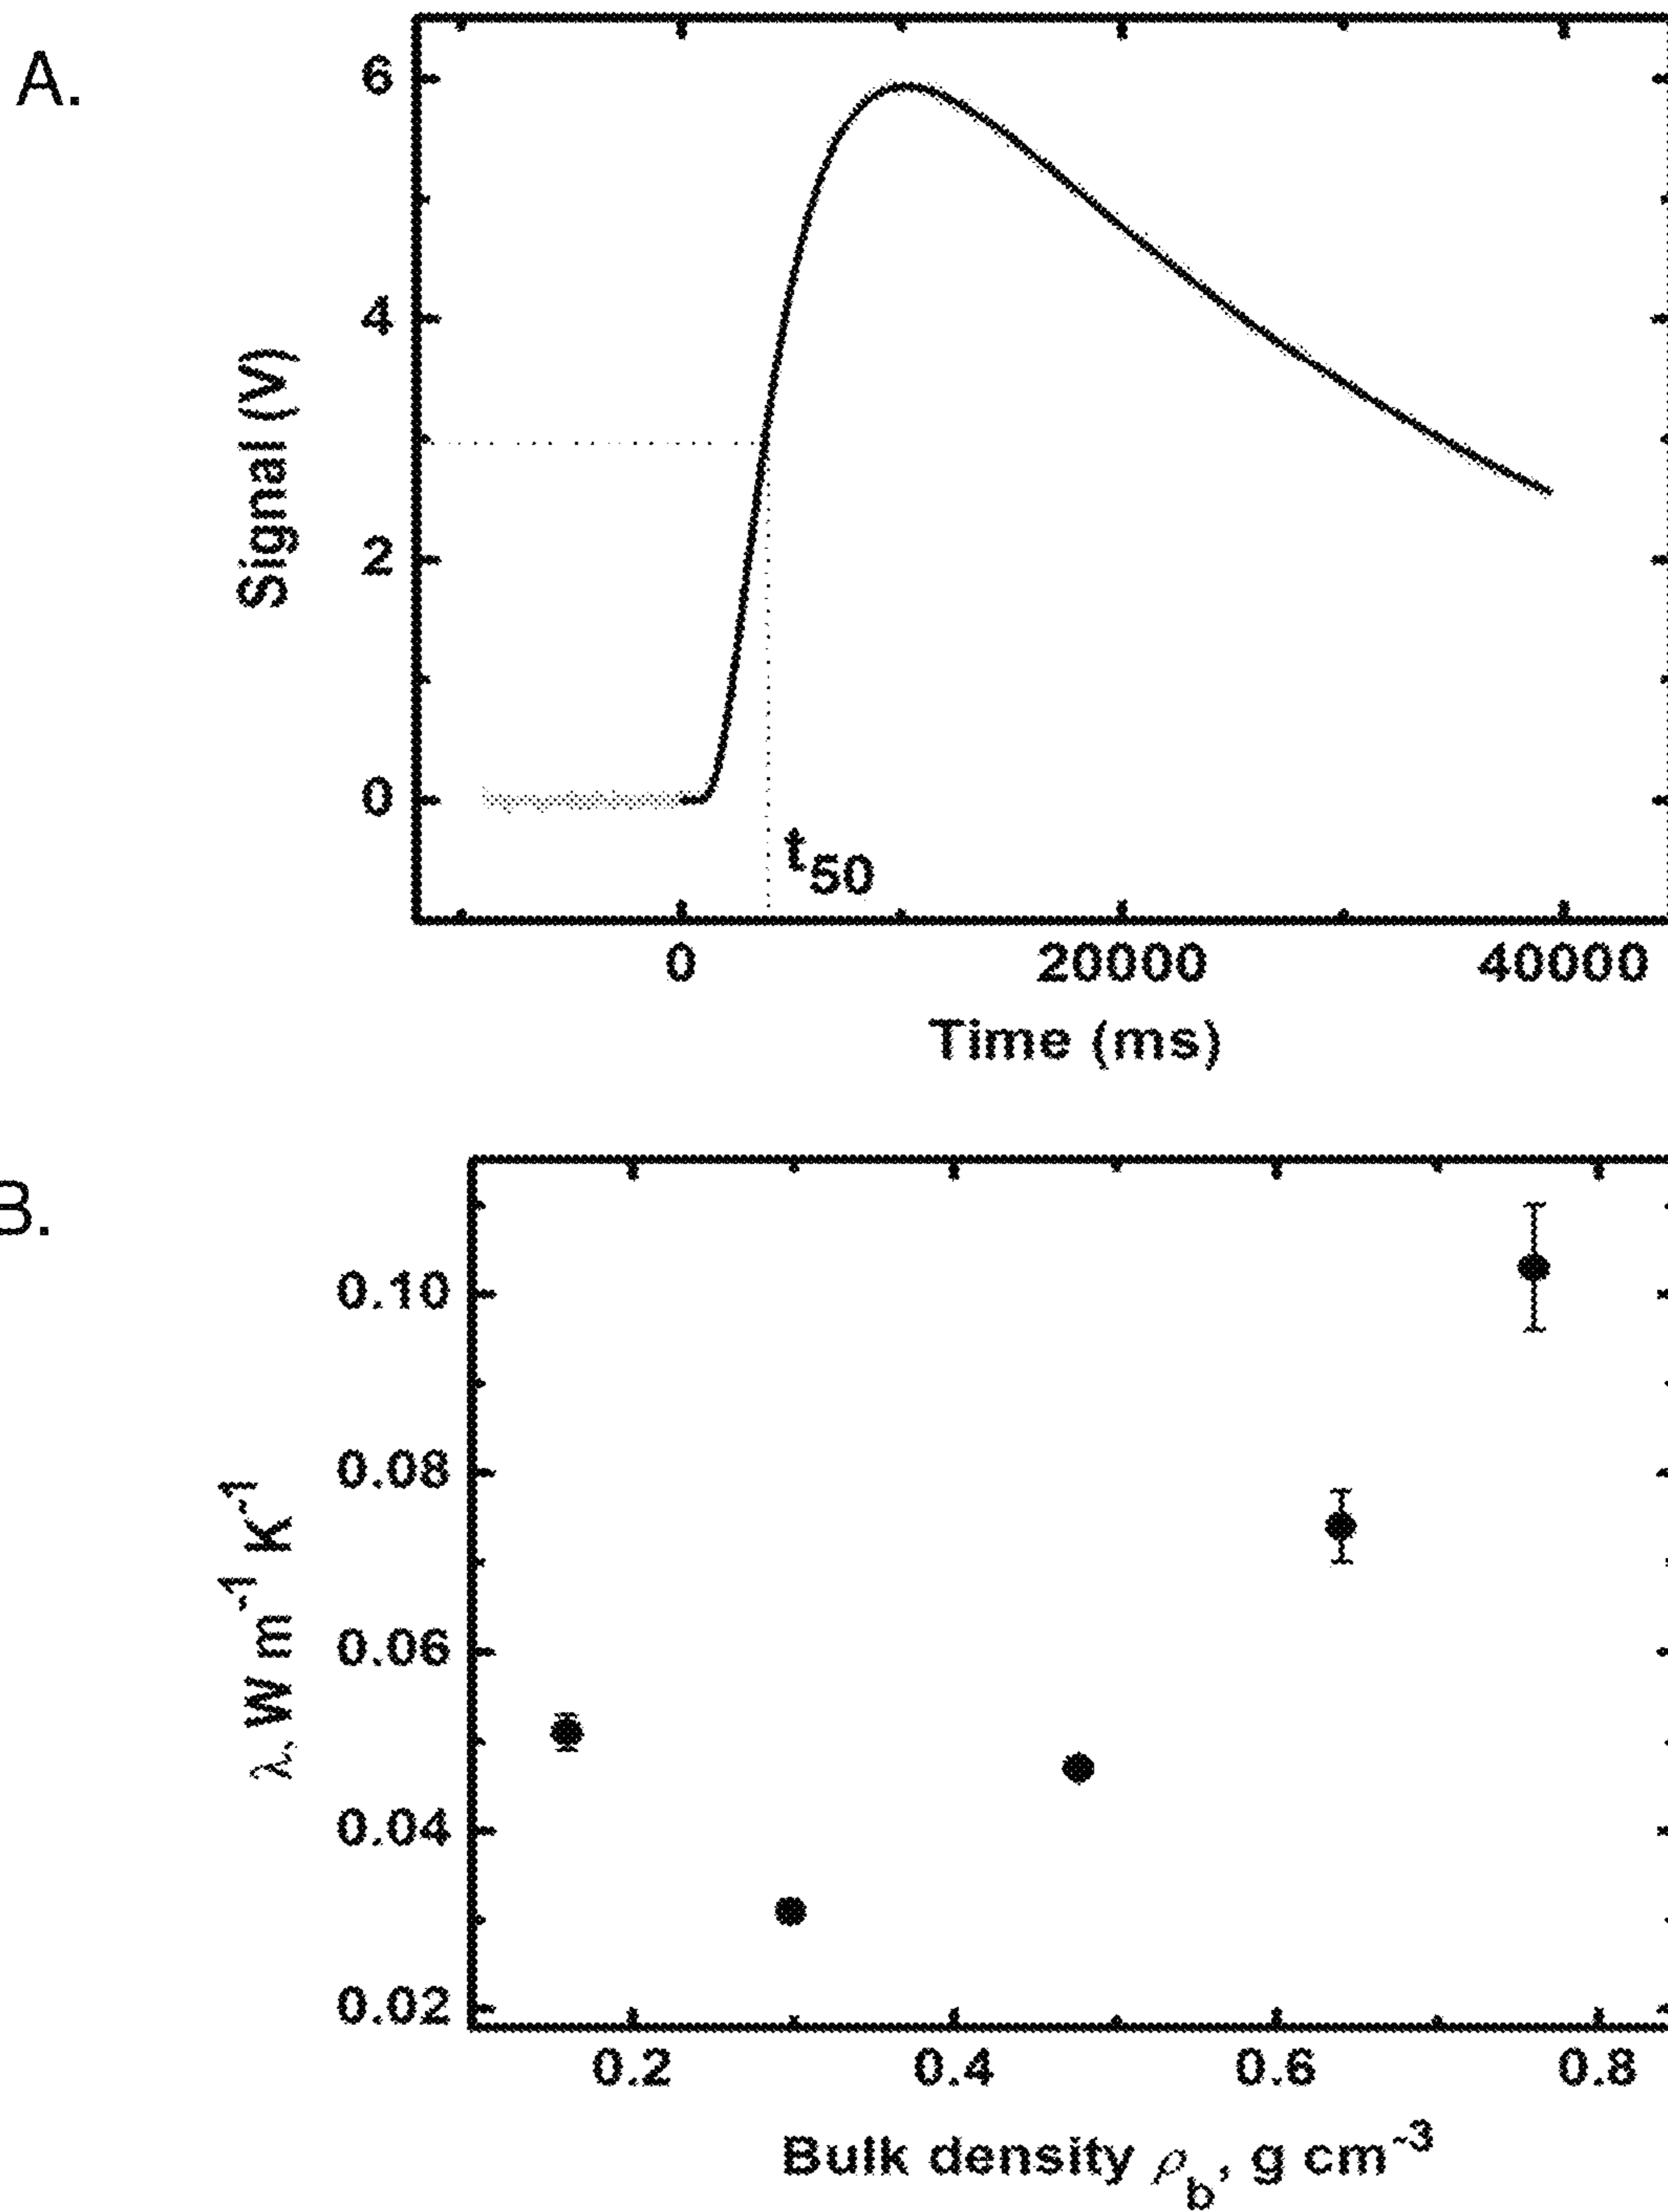 A.
6
4
2
0
Signal (V)
t50
0 20000 40000
Time (ms)
B.
0.10
0.08
0.06
0.04
0.02
λ, W m-1 K-1
0.2 0.4 0.6 0.8
Bulk density ρb, g cm-3